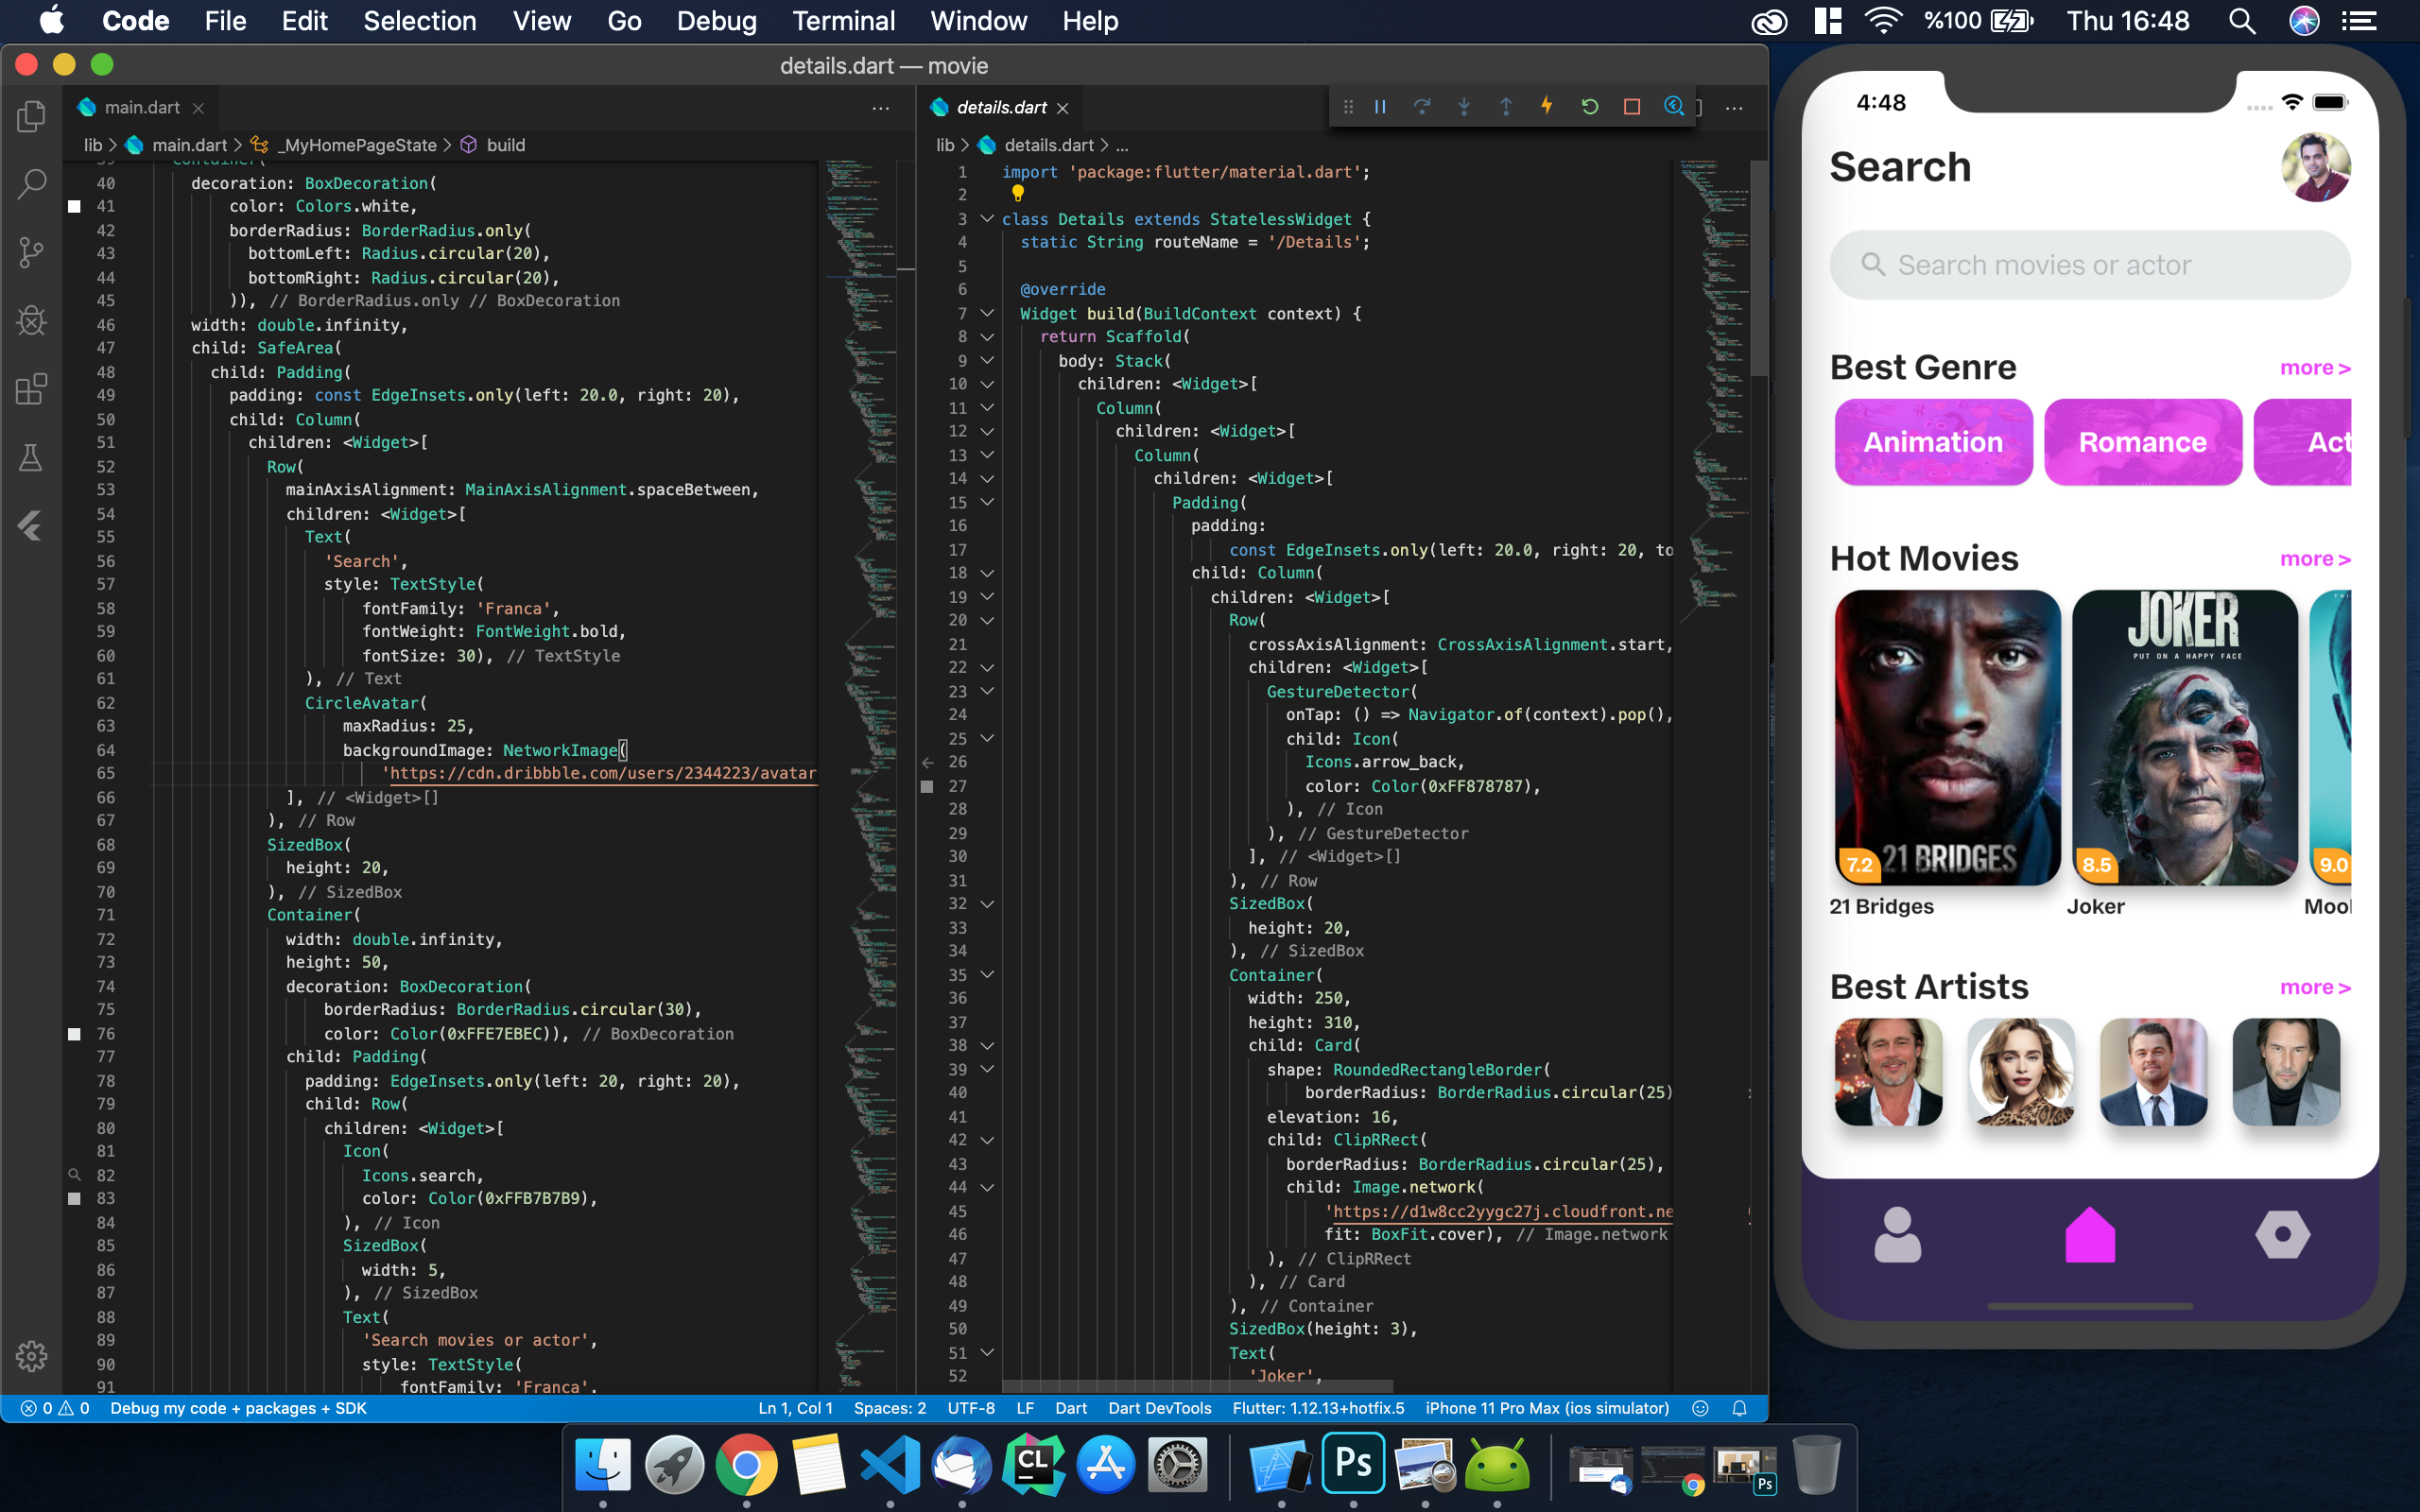 Code File Edit Selection View Go Debug Terminal Window Help
%100 Thu 16:48
details.dart — movie
main.dart
lib > main.dart > _MyHomePageState > build
39 Container(
40 decoration: BoxDecoration(
41 color: Colors.white,
42 borderRadius: BorderRadius.only(
43 bottomLeft: Radius.circular(20),
44 bottomRight: Radius.circular(20),
45 )), // BorderRadius.only // BoxDecoration
46 width: double.infinity,
47 child: SafeArea(
48 child: Padding(
49 padding: const EdgeInsets.only(left: 20.0, right: 20),
50 child: Column(
51 children: <Widget>[
52 Row(
53 mainAxisAlignment: MainAxisAlignment.spaceBetween,
54 children: <Widget>[
55 Text(
56 'Search',
57 style: TextStyle(
58 fontFamily: 'Franca',
59 fontWeight: FontWeight.bold,
60 fontSize: 30), // TextStyle
61 ), // Text
62 CircleAvatar(
63 maxRadius: 25,
64 backgroundImage: NetworkImage(
65 'https://cdn.dribbble.com/users/2344223/avatar
66 ], // <Widget>[]
67 ), // Row
68 SizedBox(
69 height: 20,
70 ), // SizedBox
71 Container(
72 width: double.infinity,
73 height: 50,
74 decoration: BoxDecoration(
75 borderRadius: BorderRadius.circular(30),
76 color: Color(0xFFE7EBEC)), // BoxDecoration
77 child: Padding(
78 padding: EdgeInsets.only(left: 20, right: 20),
79 child: Row(
80 children: <Widget>[
81 Icon(
82 Icons.search,
83 color: Color(0xFFB7B7B9),
84 ), // Icon
85 SizedBox(
86 width: 5,
87 ), // SizedBox
88 Text(
89 'Search movies or actor',
90 style: TextStyle(
91 fontFamily: 'Franca',
details.dart
lib > details.dart > ...
1 import 'package:flutter/material.dart';
2
3 class Details extends StatelessWidget {
4 static String routeName = '/Details';
5
6 @override
7 Widget build(BuildContext context) {
8 return Scaffold(
9 body: Stack(
10 children: <Widget>[
11 Column(
12 children: <Widget>[
13 Column(
14 children: <Widget>[
15 Padding(
16 padding:
17 const EdgeInsets.only(left: 20.0, right: 20, to
18 child: Column(
19 children: <Widget>[
20 Row(
21 crossAxisAlignment: CrossAxisAlignment.start,
22 children: <Widget>[
23 GestureDetector(
24 onTap: () => Navigator.of(context).pop(),
25 child: Icon(
26 Icons.arrow_back,
27 color: Color(0xFF878787),
28 ), // Icon
29 ), // GestureDetector
30 ], // <Widget>[]
31 ), // Row
32 SizedBox(
33 height: 20,
34 ), // SizedBox
35 Container(
36 width: 250,
37 height: 310,
38 child: Card(
39 shape: RoundedRectangleBorder(
40 borderRadius: BorderRadius.circular(25)
41 elevation: 16,
42 child: ClipRRect(
43 borderRadius: BorderRadius.circular(25),
44 child: Image.network(
45 'https://d1w8cc2yygc27j.cloudfront.ne
46 fit: BoxFit.cover), // Image.network
47 ), // ClipRRect
48 ), // Card
49 ), // Container
50 SizedBox(height: 3),
51 Text(
52 'Joker',
0 0 Debug my code + packages + SDK
Ln 1, Col 1 Spaces: 2 UTF-8 LF Dart Dart DevTools Flutter: 1.12.13+hotfix.5 iPhone 11 Pro Max (ios simulator)
4:48
Search
Search movies or actor
Best Genre more >
Animation Romance Act
Hot Movies more >
JOKER
PUT ON A HAPPY FACE
7.2 21 BRIDGES 8.5 9.0
21 Bridges Joker Moo
Best Artists more >
CL Ps
Ps